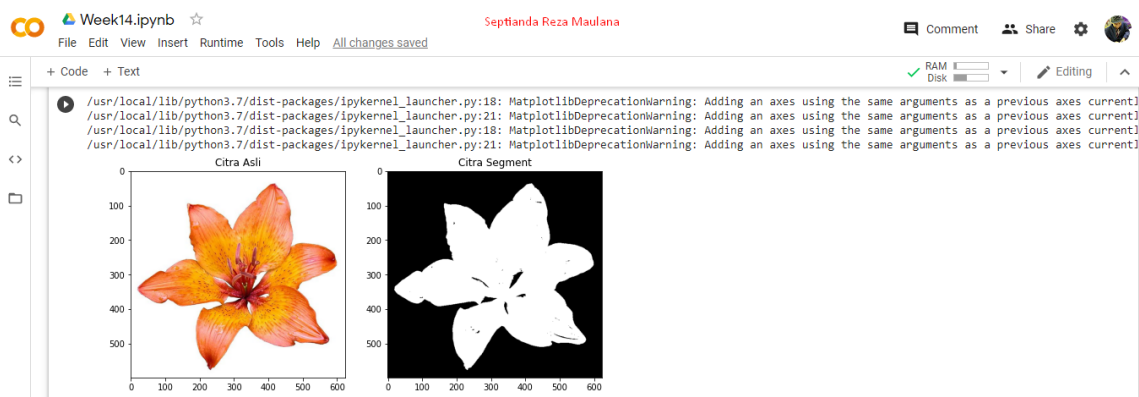 Week14.ipynb
Septianda Reza Maulana
Comment
Share
File Edit View Insert Runtime Tools Help All changes saved
+ Code + Text
RAM
Disk
Editing
/usr/local/lib/python3.7/dist-packages/ipykernel_launcher.py:18: MatplotlibDeprecationWarning: Adding an axes using the same arguments as a previous axes currentl
/usr/local/lib/python3.7/dist-packages/ipykernel_launcher.py:21: MatplotlibDeprecationWarning: Adding an axes using the same arguments as a previous axes currentl
/usr/local/lib/python3.7/dist-packages/ipykernel_launcher.py:18: MatplotlibDeprecationWarning: Adding an axes using the same arguments as a previous axes currentl
/usr/local/lib/python3.7/dist-packages/ipykernel_launcher.py:21: MatplotlibDeprecationWarning: Adding an axes using the same arguments as a previous axes currentl
Citra Asli
0
100
200
300
400
500
0 100 200 300 400 500 600
Citra Segment
0
100
200
300
400
500
0 100 200 300 400 500 600